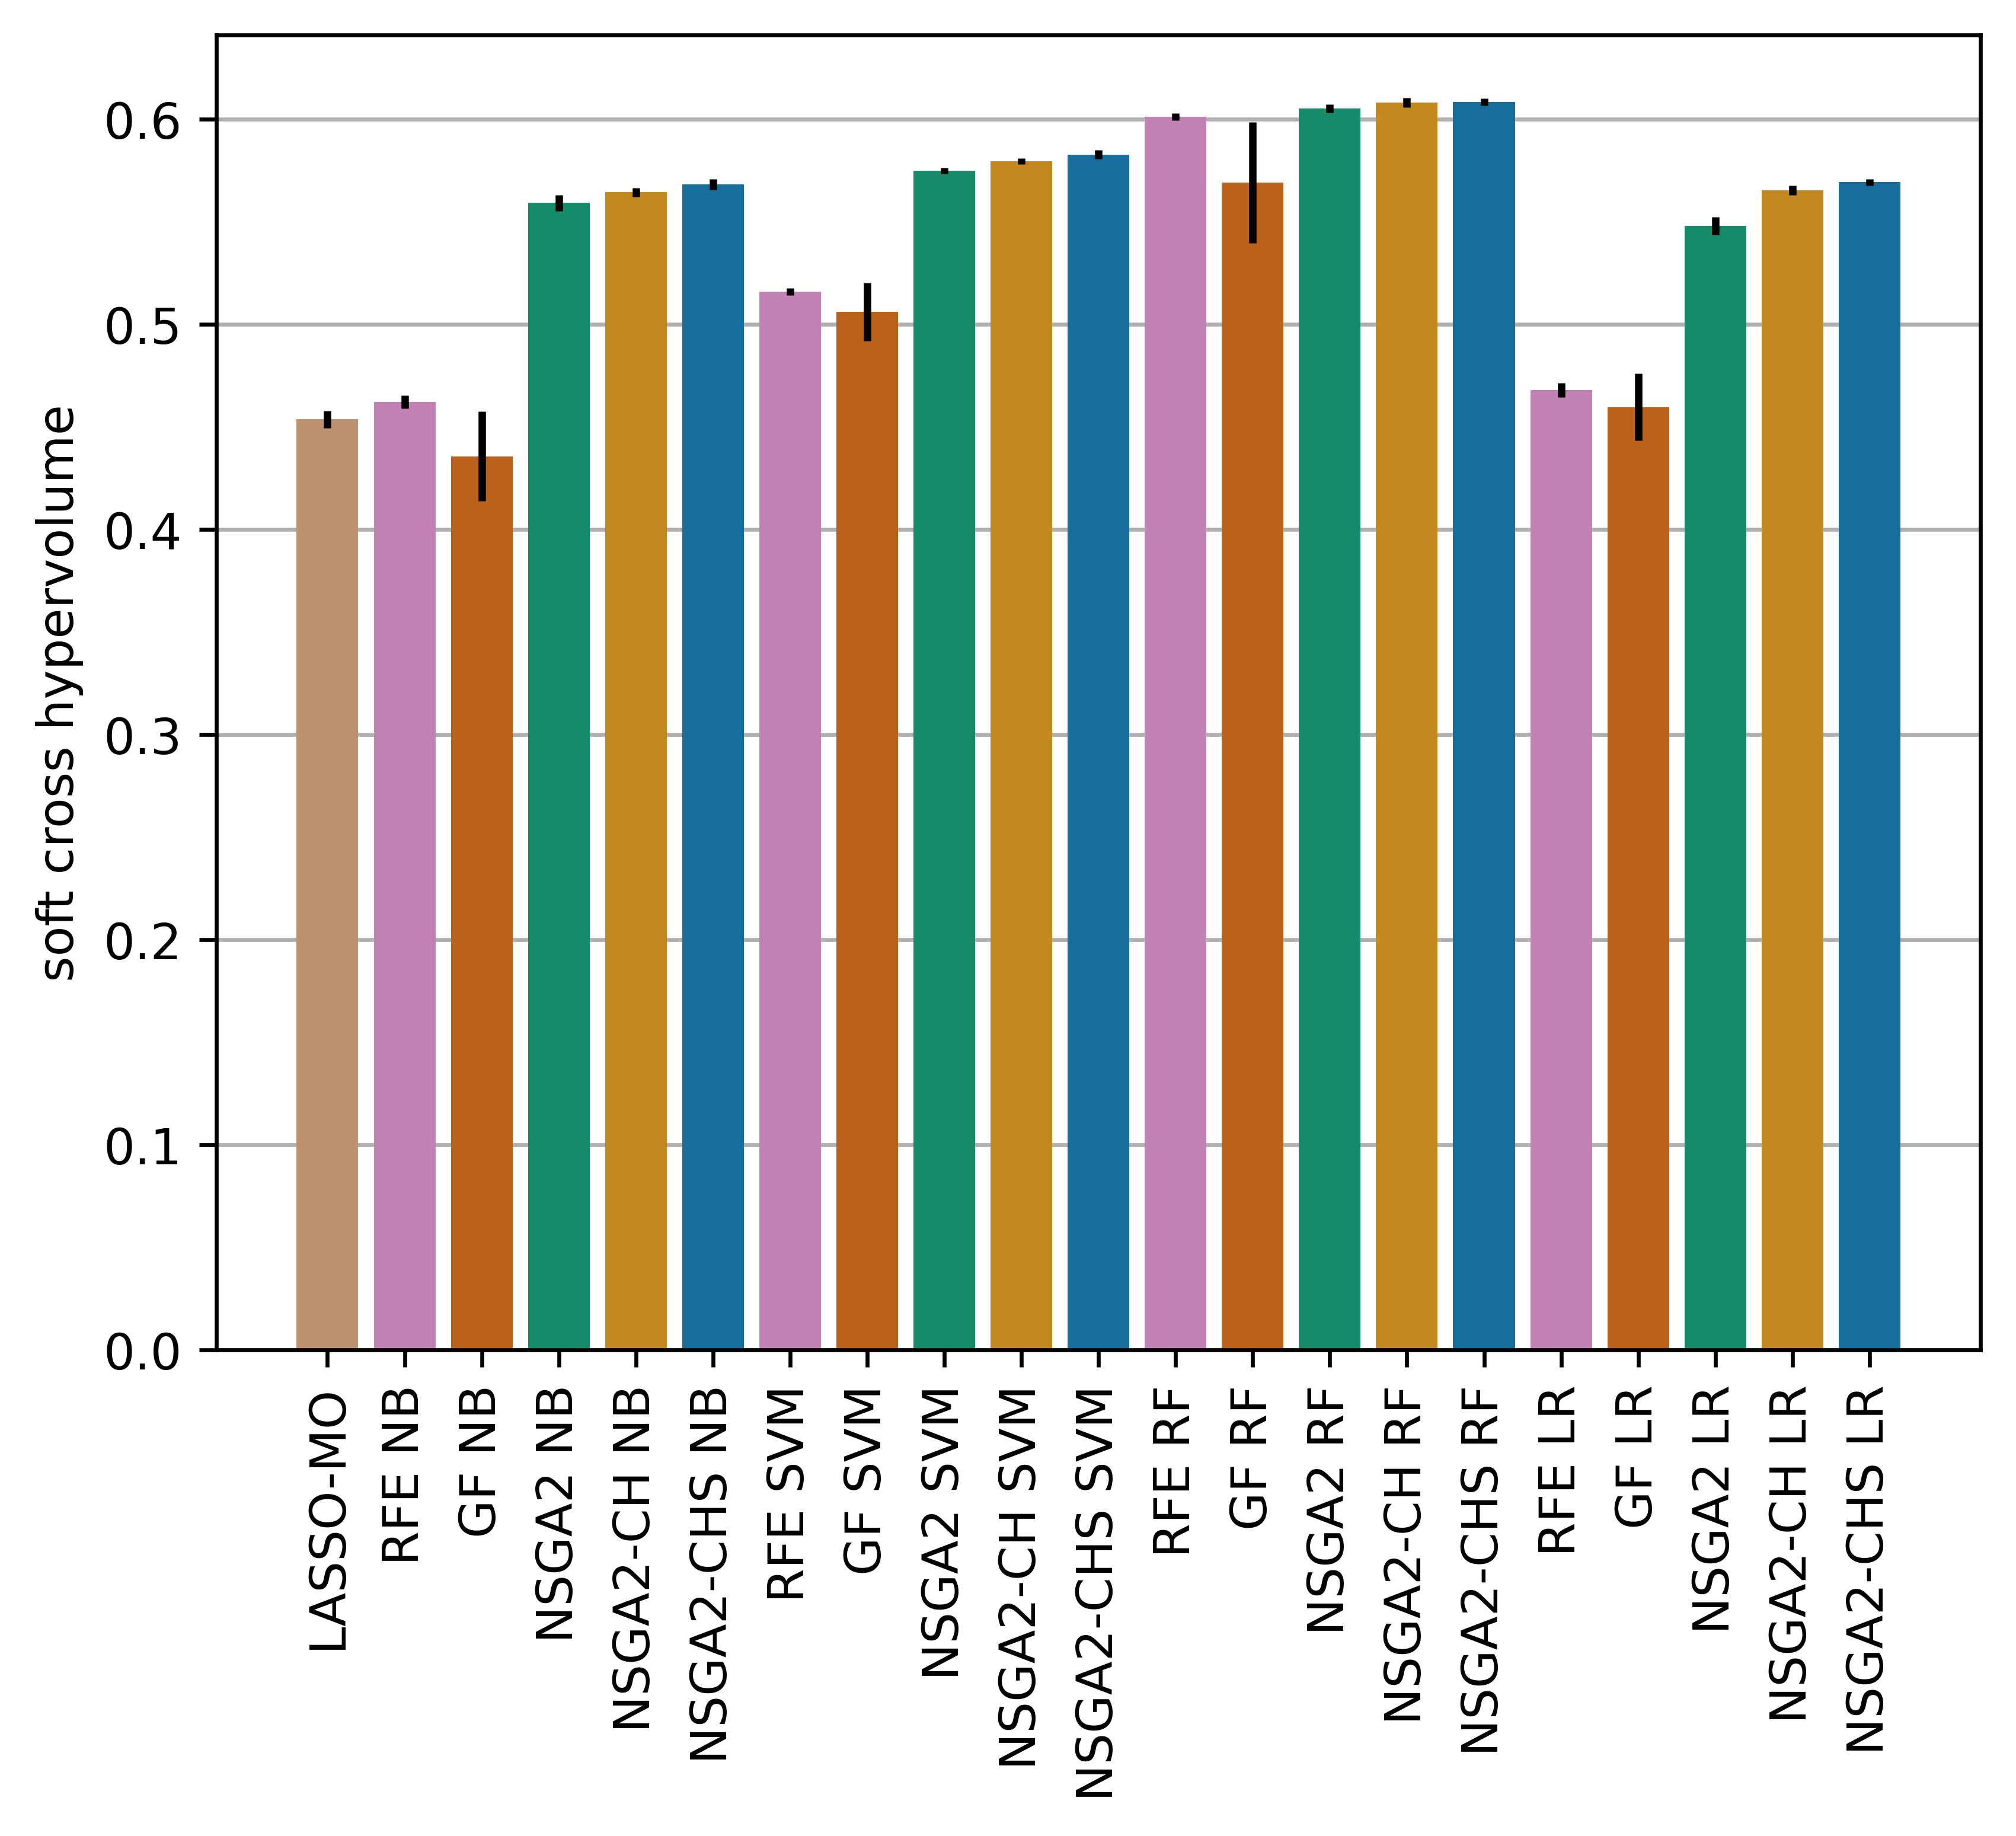 soft cross hypervolume
0.6
0.5
0.4
0.3
0.2
0.1
0.0
LASSO-MO
RFE NB
GF NB
NSGA2 NB
NSGA2-CH NB
NSGA2-CHS NB
RFE SVM
GF SVM
NSGA2 SVM
NSGA2-CH SVM
NSGA2-CHS SVM
RFE RF
GF RF
NSGA2 RF
NSGA2-CH RF
NSGA2-CHS RF
RFE LR
GF LR
NSGA2 LR
NSGA2-CH LR
NSGA2-CHS LR